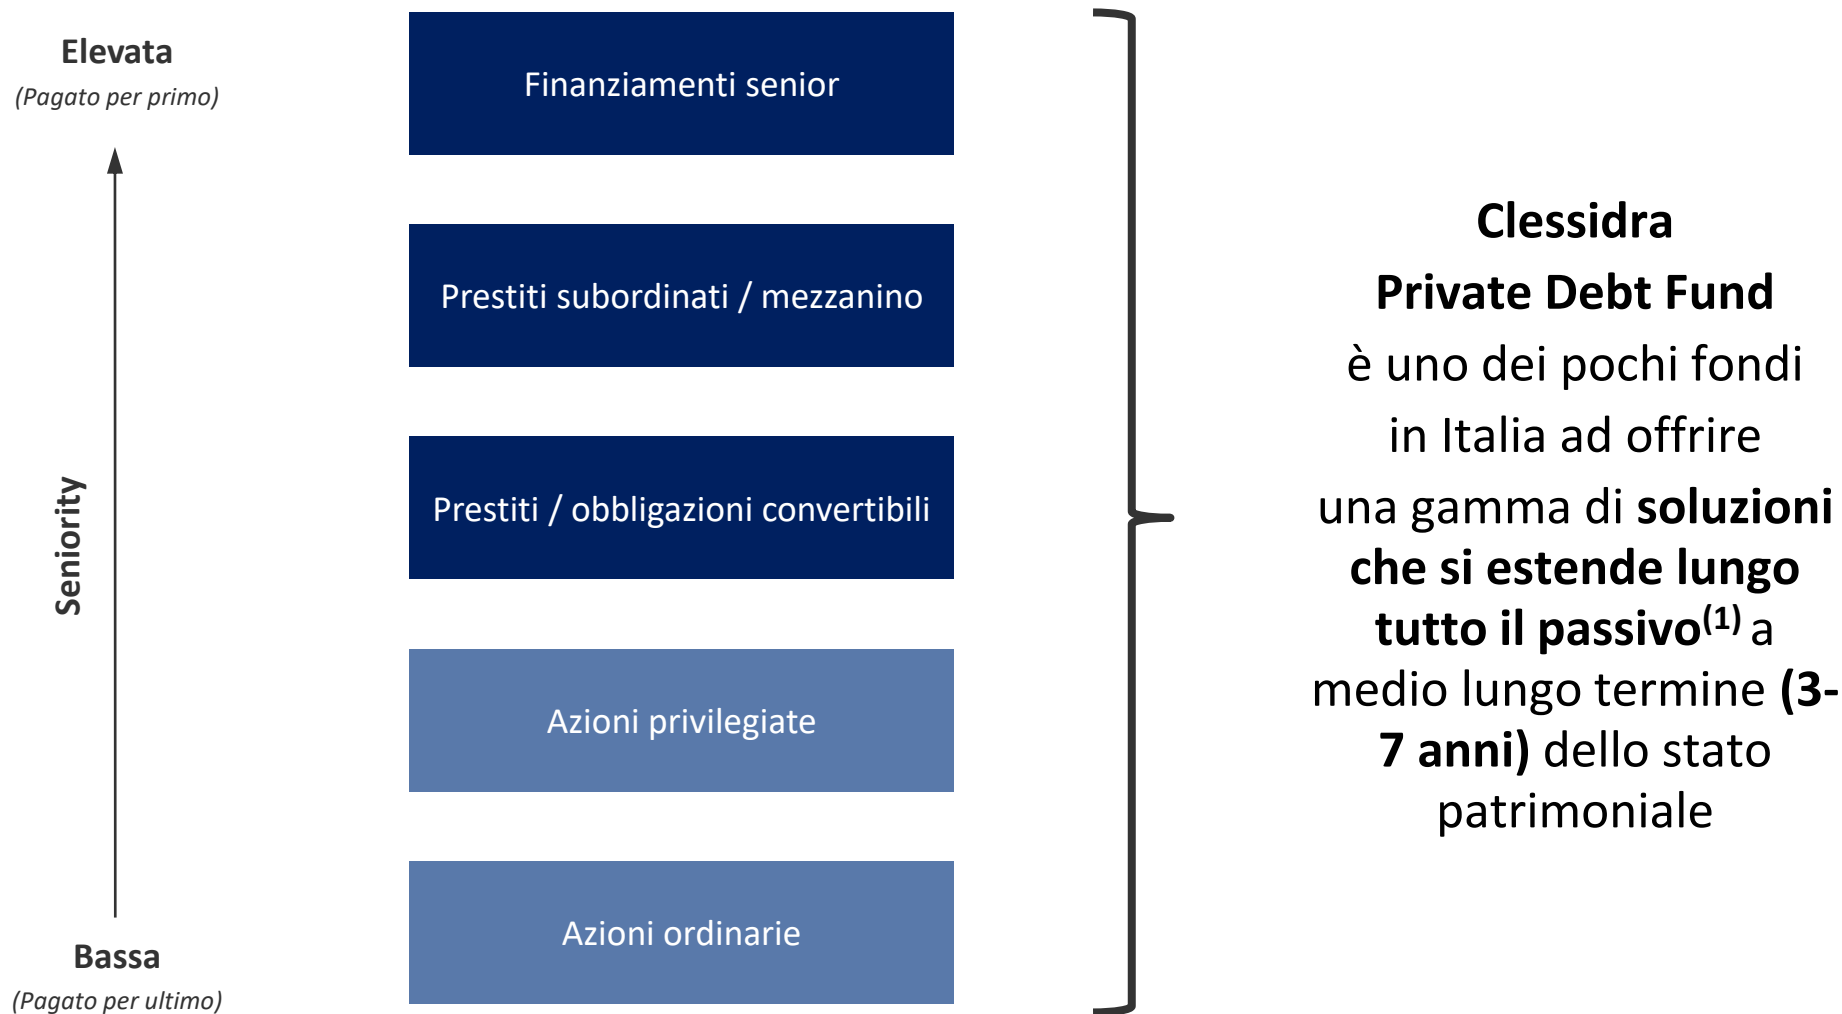 Elevata
(Pagato per primo)
Seniority
Bassa
(Pagato per ultimo)
Finanziamenti senior
Prestiti subordinati / mezzanino
Prestiti / obbligazioni convertibili
Azioni privilegiate
Azioni ordinarie
Clessidra
Private Debt Fund
è uno dei pochi fondi
in Italia ad offrire
una gamma di soluzioni
che si estende lungo
tutto il passivo(1) a
medio lungo termine (3-
7 anni) dello stato
patrimoniale